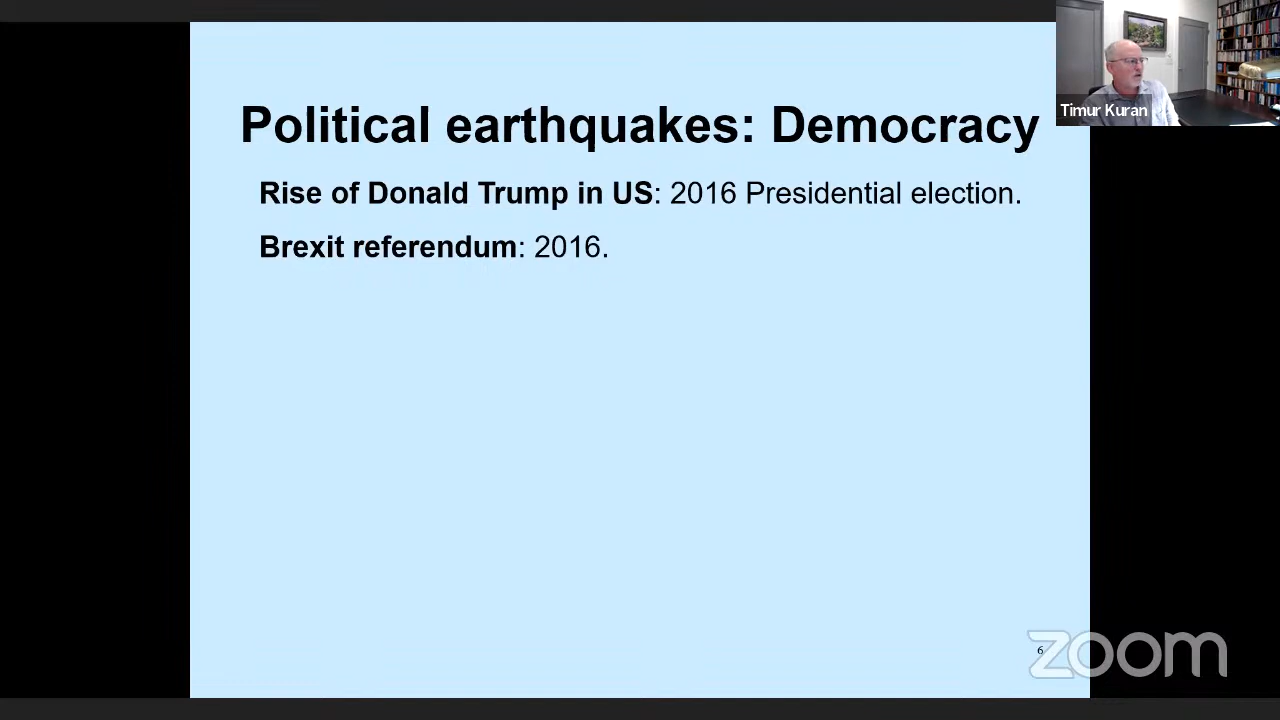 Political earthquakes: Democracy
Timur Kuran
Rise of Donald Trump in US: 2016 Presidential election.
Brexit referendum: 2016.
6
zoom